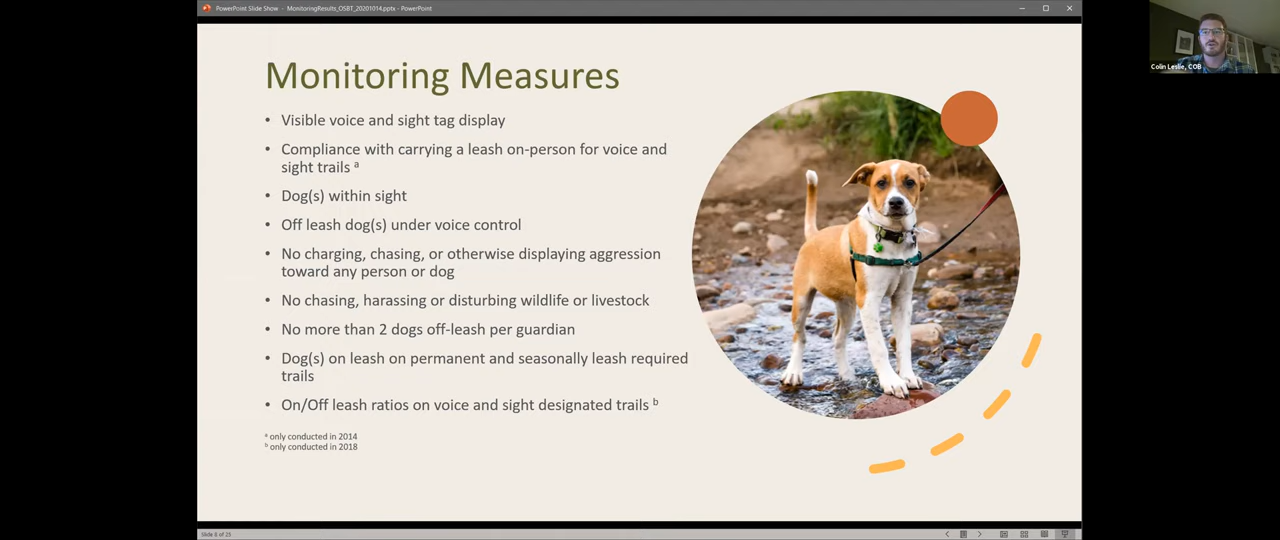 PowerPoint Slide Show - MonitoringResults_OSBT_20201014.pptx - PowerPoint
Colin Leslie, COB
Monitoring Measures
• Visible voice and sight tag display
• Compliance with carrying a leash on-person for voice and
sight trails a
• Dog(s) within sight
• Off leash dog(s) under voice control
• No charging, chasing, or otherwise displaying aggression
toward any person or dog
• No chasing, harassing or disturbing wildlife or livestock
• No more than 2 dogs off-leash per guardian
• Dog(s) on leash on permanent and seasonally leash required
trails
• On/Off leash ratios on voice and sight designated trails b
a only conducted in 2014
b only conducted in 2018
Slide 8 of 23